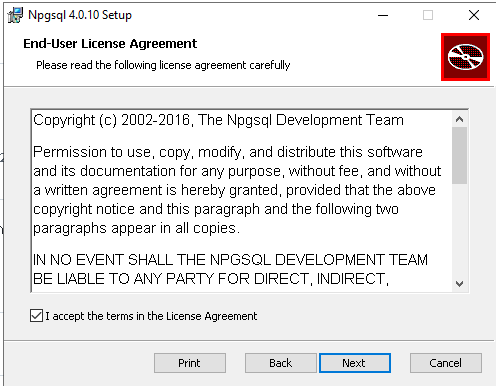 Npgsql 4.0.10 Setup
End-User License Agreement
Please read the following license agreement carefully
Copyright (c) 2002-2016, The Npgsql Development Team
Permission to use, copy, modify, and distribute this software
and its documentation for any purpose, without fee, and without
a written agreement is hereby granted, provided that the above
copyright notice and this paragraph and the following two
paragraphs appear in all copies.
IN NO EVENT SHALL THE NPGSQL DEVELOPMENT TEAM
BE LIABLE TO ANY PARTY FOR DIRECT, INDIRECT,
I accept the terms in the License Agreement
Print Back Next Cancel